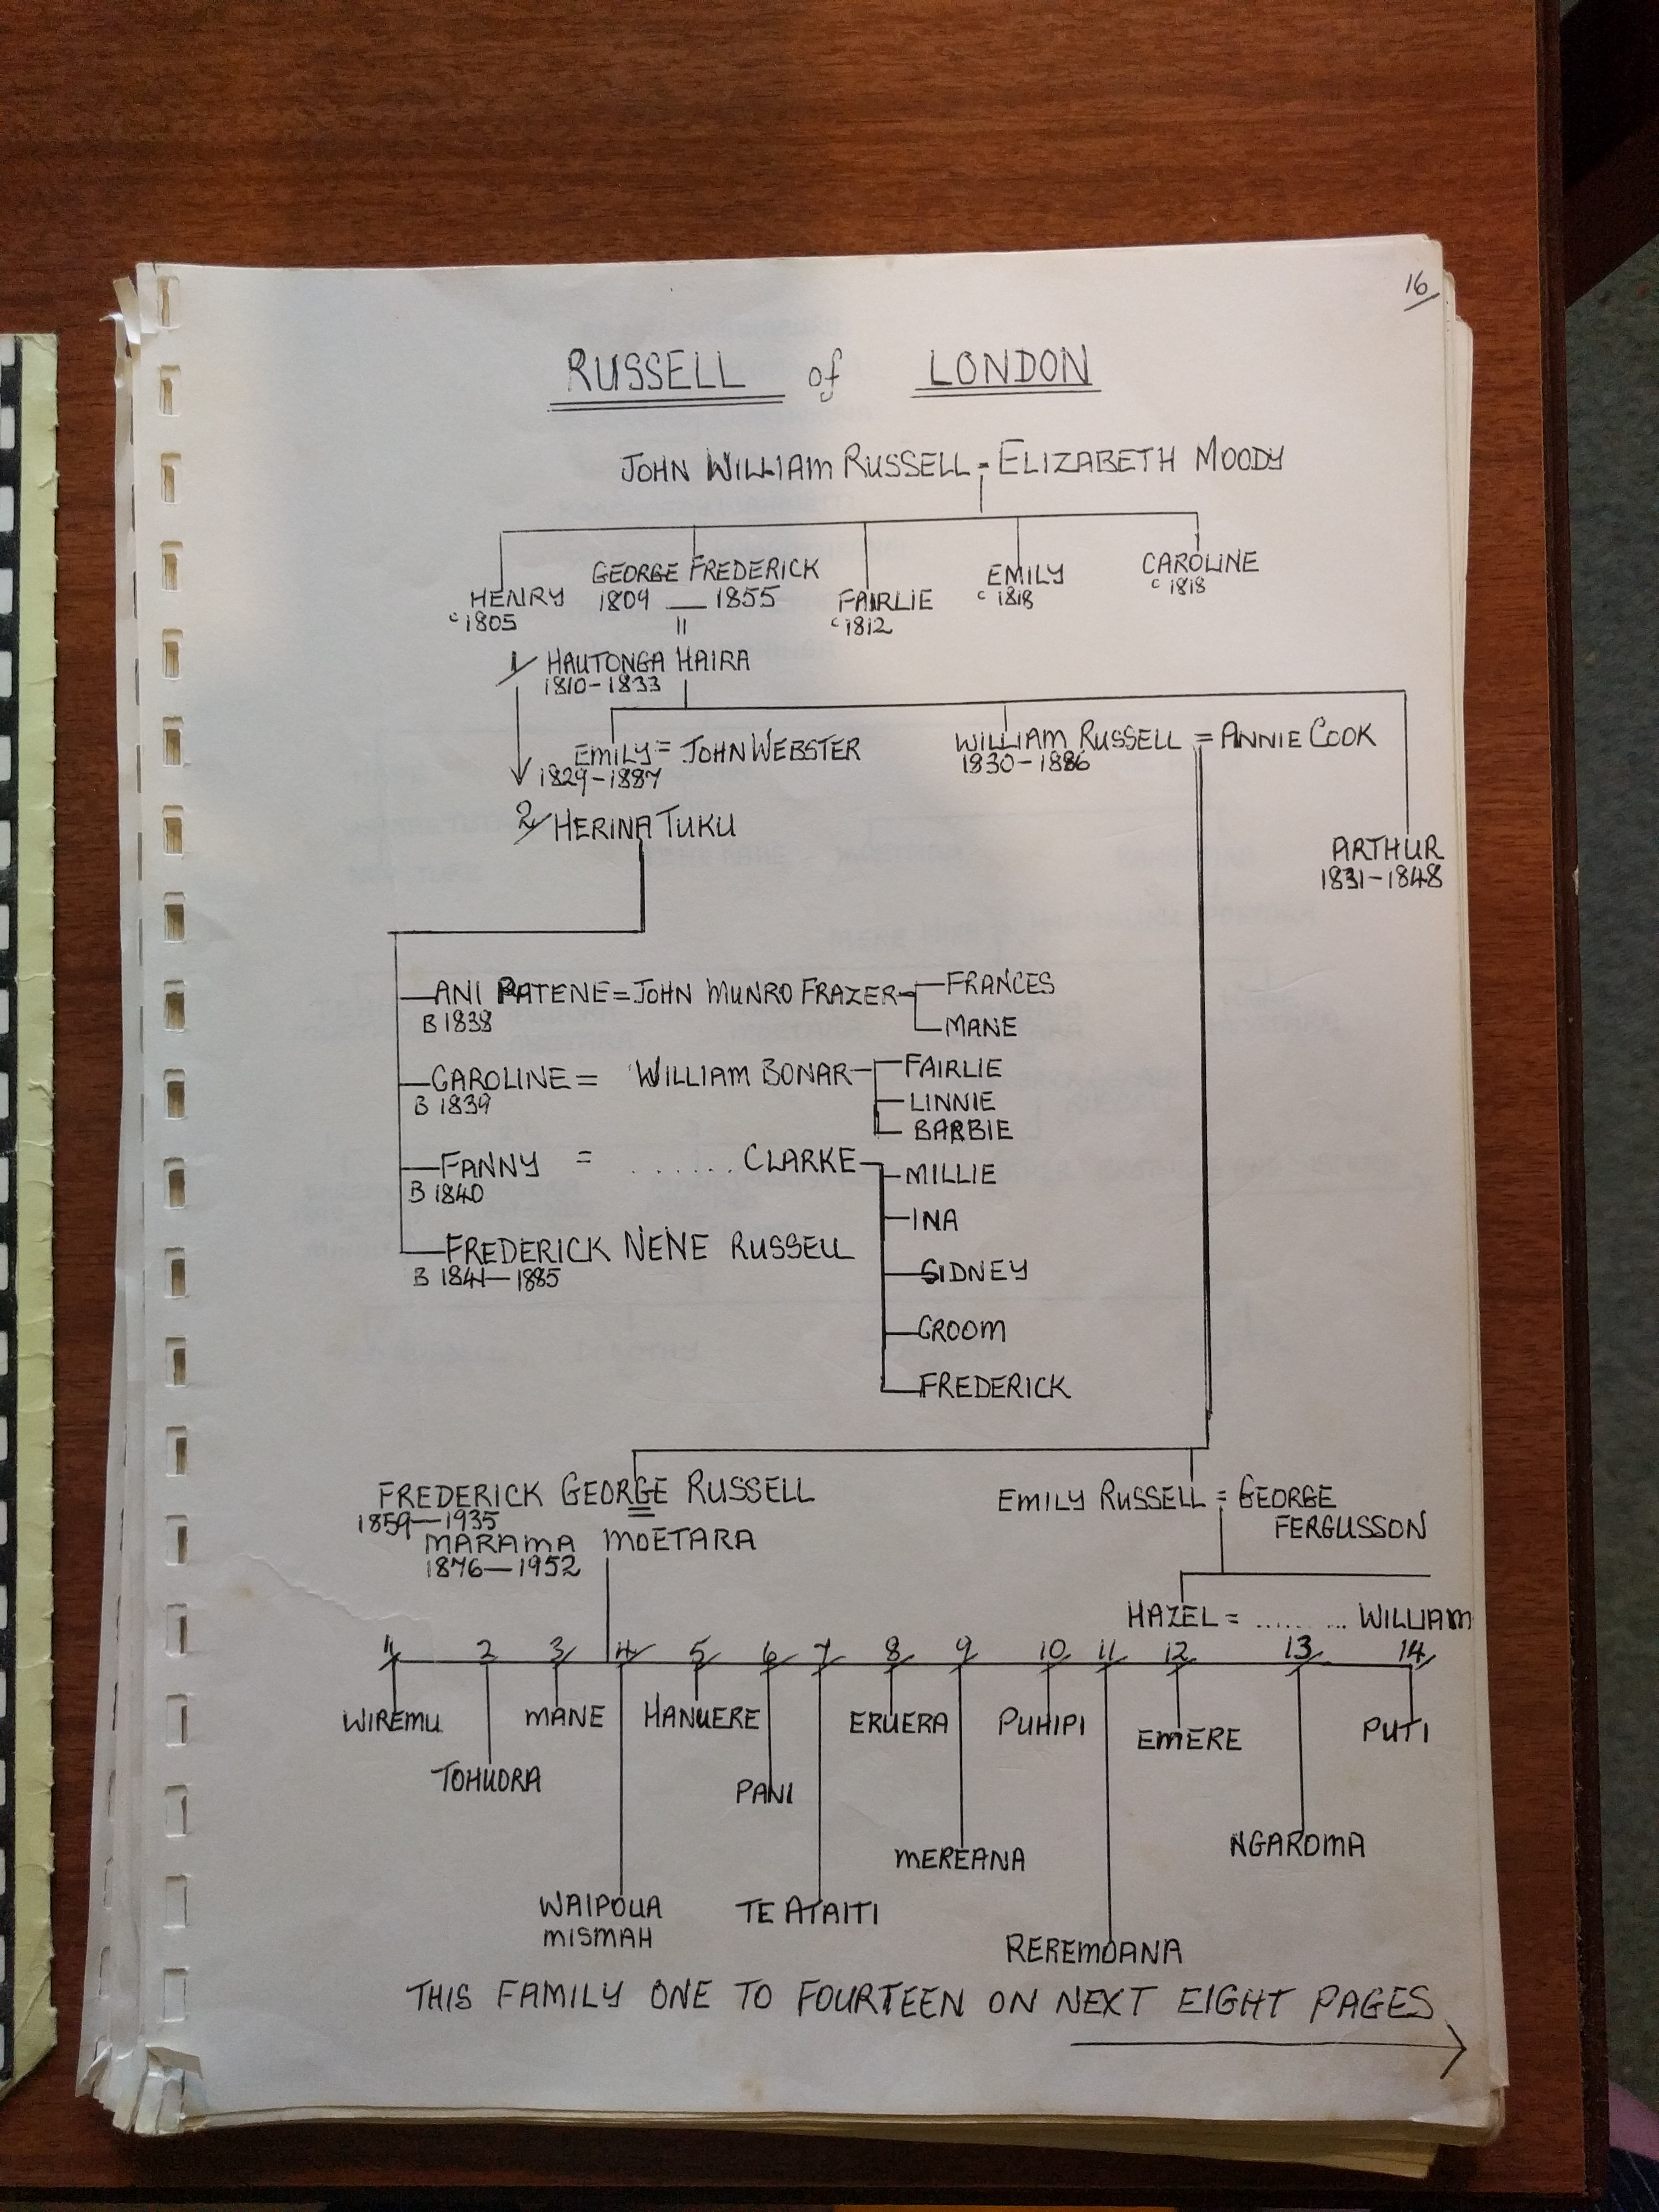 16
RUSSELL of LONDON
JOHN WILLIAM RUSSELL = ELIZABETH MOODY
HENRY
c 1805
GEORGE FREDERICK
1809 — 1855
FAIRLIE
c 1812
EMILY
c 1818
CAROLINE
c 1818
1/ HAUTONGA HAIRA
1810-1833
EMILY = JOHN WEBSTER
1829-1887
WILLIAM RUSSELL = ANNIE COOK
1830-1886
ARTHUR
1831-1848
2/ HERINA TUKU
ANI PATENE = JOHN MUNRO FRAZER
B 1838
FRANCES
MANE
CAROLINE = WILLIAM BONAR
B 1839
FAIRLIE
LINNIE
BARBIE
FANNY = ....... CLARKE
B 1840
MILLIE
INA
SIDNEY
GROOM
FREDERICK
FREDERICK NENE RUSSELL
B 1841-1885
FREDERICK GEORGE RUSSELL
1859-1935
MARAMA MOETARA
1876-1952
EMILY RUSSELL = GEORGE
FERGUSSON
HAZEL = ........ WILLIAM
1/ 2 3/ 4/ 5/ 6/ 7/ 8/ 9/ 10/ 11/ 12/ 13/ 14/
WIREMU
TOHUORA
MANE
WAIPOUA
MISMAH
HANUERE
PANI
TE ATAITI
ERUERA
MEREANA
PUHIPI
REREMOANA
EMERE
NGAROMA
PUTI
THIS FAMILY ONE TO FOURTEEN ON NEXT EIGHT PAGES